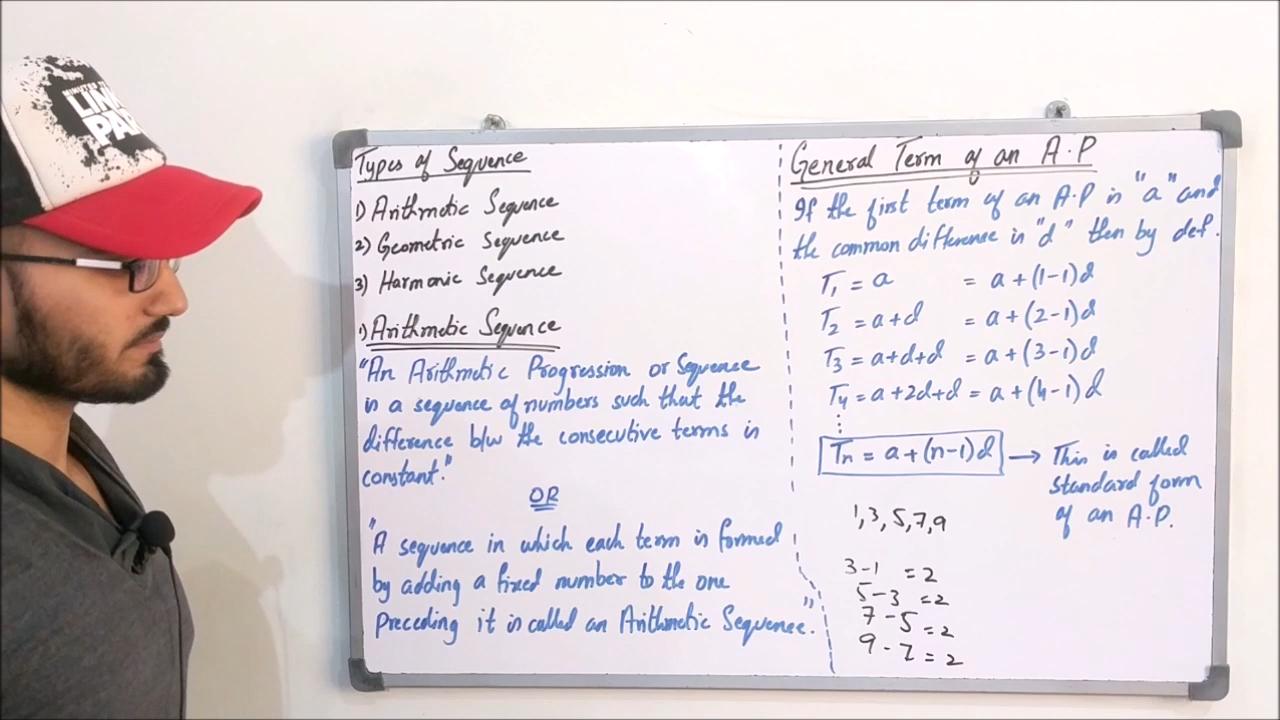 LINK
PAR
Types of Sequence
1) Arithmetic Sequence
2) Geometric Sequence
3) Harmonic Sequence
1) Arithmetic Sequence
"An Arithmetic Progression or Sequence
is a sequence of numbers such that the
difference b/w the consecutive terms is
constant."
OR
"A sequence in which each term is formed
by adding a fixed number to the one
preceding it is called an Arithmetic Sequence."
General Term of an A.P
If the first term of an A.P is "a" and
the common difference is "d" then by def.
T₁ = a = a+(1-1)d
T₂ = a+d = a+(2-1)d
T₃ = a+d+d = a+(3-1)d
T₄ = a+2d+d = a+(4-1)d
⋮
Tn = a+(n-1)d → This is called
standard form
of an A.P.
1,3,5,7,9
3-1 =2
5-3 =2
7-5 =2
9-7 =2